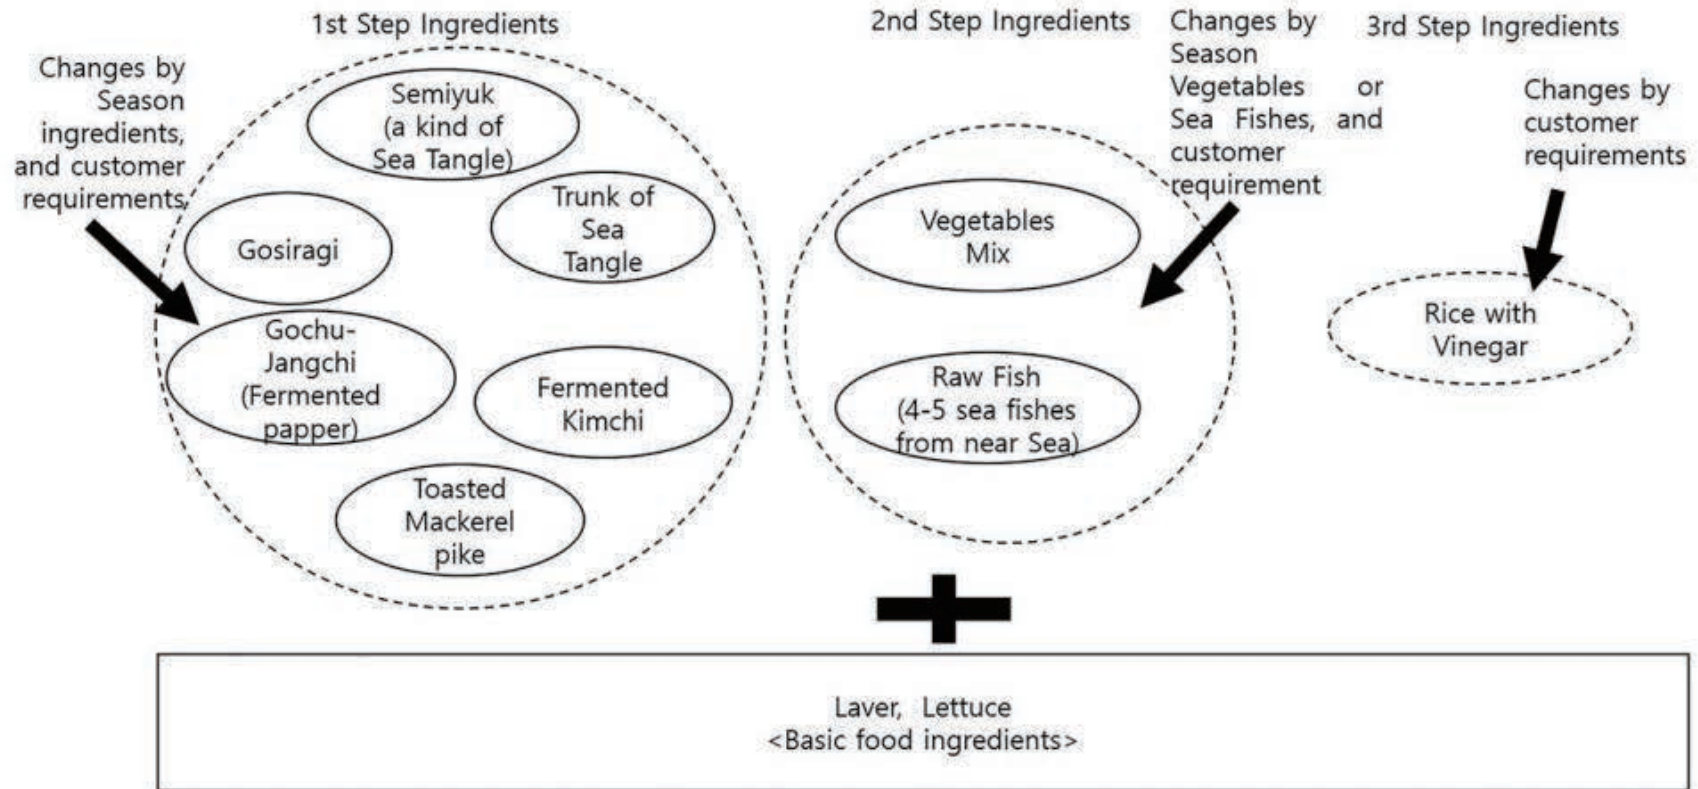 1st Step Ingredients
Changes by
Season
ingredients,
and customer
requirements,
Semiyuk
(a kind of
Sea Tangle)
Trunk of
Sea
Tangle
Gosiragi
Gochu-
Jangchi
(Fermented
papper)
Fermented
Kimchi
Toasted
Mackerel
pike
2nd Step Ingredients
Changes by
Season
Vegetables or
Sea Fishes, and
customer
requirement
Vegetables
Mix
Raw Fish
(4-5 sea fishes
from near Sea)
3rd Step Ingredients
Changes by
customer
requirements
Rice with
Vinegar
Laver, Lettuce
<Basic food ingredients>